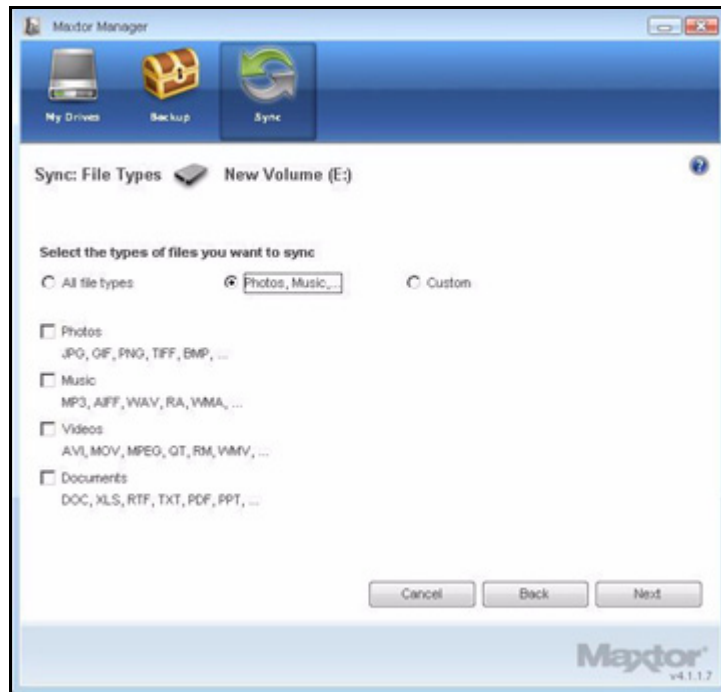 Maxtor Manager
My Drives Backup Sync
Sync: File Types New Volume (E:)
Select the types of files you want to sync
All file types Photos, Music,... Custom
Photos
JPG, GIF, PNG, TIFF, BMP, ...
Music
MP3, AIFF, WAV, RA, WMA, ...
Videos
AVI, MOV, MPEG, QT, RM, WMV, ...
Documents
DOC, XLS, RTF, TXT, PDF, PPT, ...
Cancel Back Next
Maxtor
v4.1.1.7